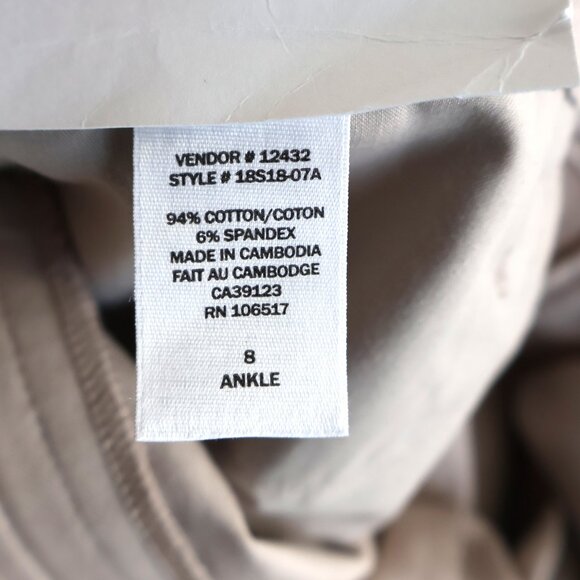 VENDOR # 12432
STYLE # 18S18-07A
94% COTTON/COTON
6% SPANDEX
MADE IN CAMBODIA
FAIT AU CAMBODGE
CA39123
RN 106517
8
ANKLE